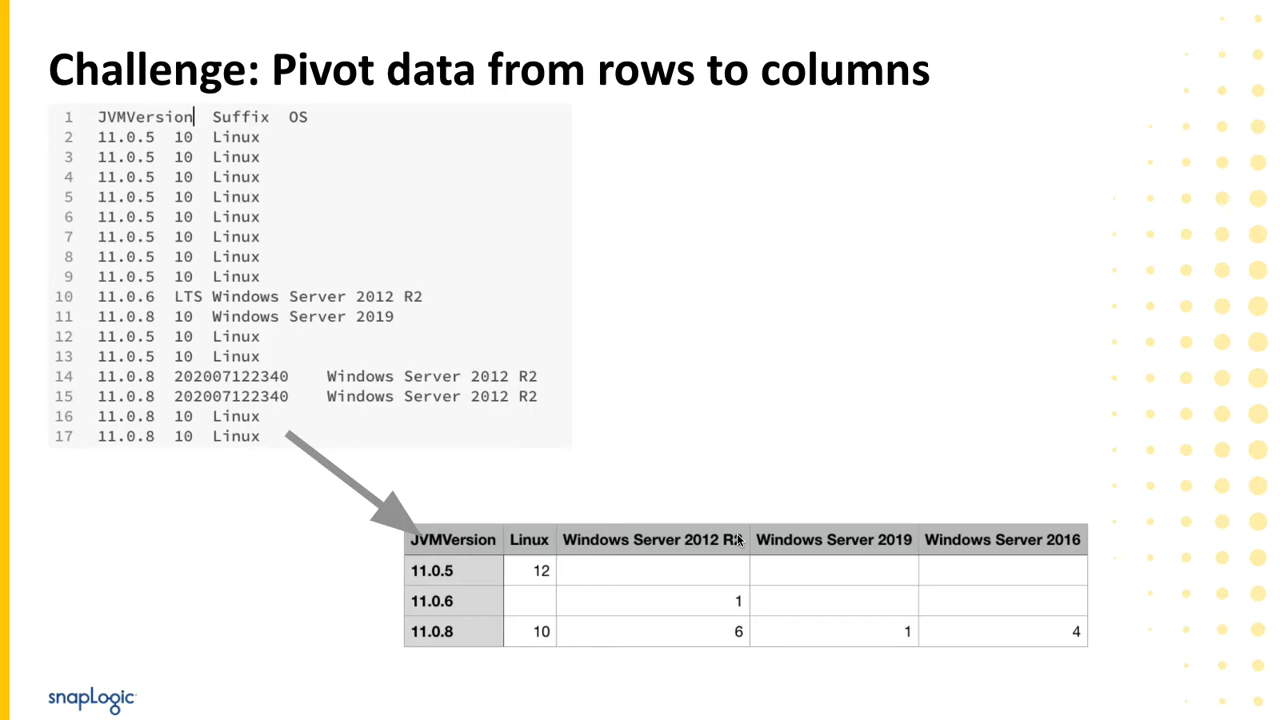 Challenge: Pivot data from rows to columns
1 JVMVersion Suffix OS
2 11.0.5 10 Linux
3 11.0.5 10 Linux
4 11.0.5 10 Linux
5 11.0.5 10 Linux
6 11.0.5 10 Linux
7 11.0.5 10 Linux
8 11.0.5 10 Linux
9 11.0.5 10 Linux
10 11.0.6 LTS Windows Server 2012 R2
11 11.0.8 10 Windows Server 2019
12 11.0.5 10 Linux
13 11.0.5 10 Linux
14 11.0.8 202007122340 Windows Server 2012 R2
15 11.0.8 202007122340 Windows Server 2012 R2
16 11.0.8 10 Linux
17 11.0.8 10 Linux
JVMVersion Linux Windows Server 2012 R2 Windows Server 2019 Windows Server 2016
11.0.5 12
11.0.6 1
11.0.8 10 6 1 4
snapLogic